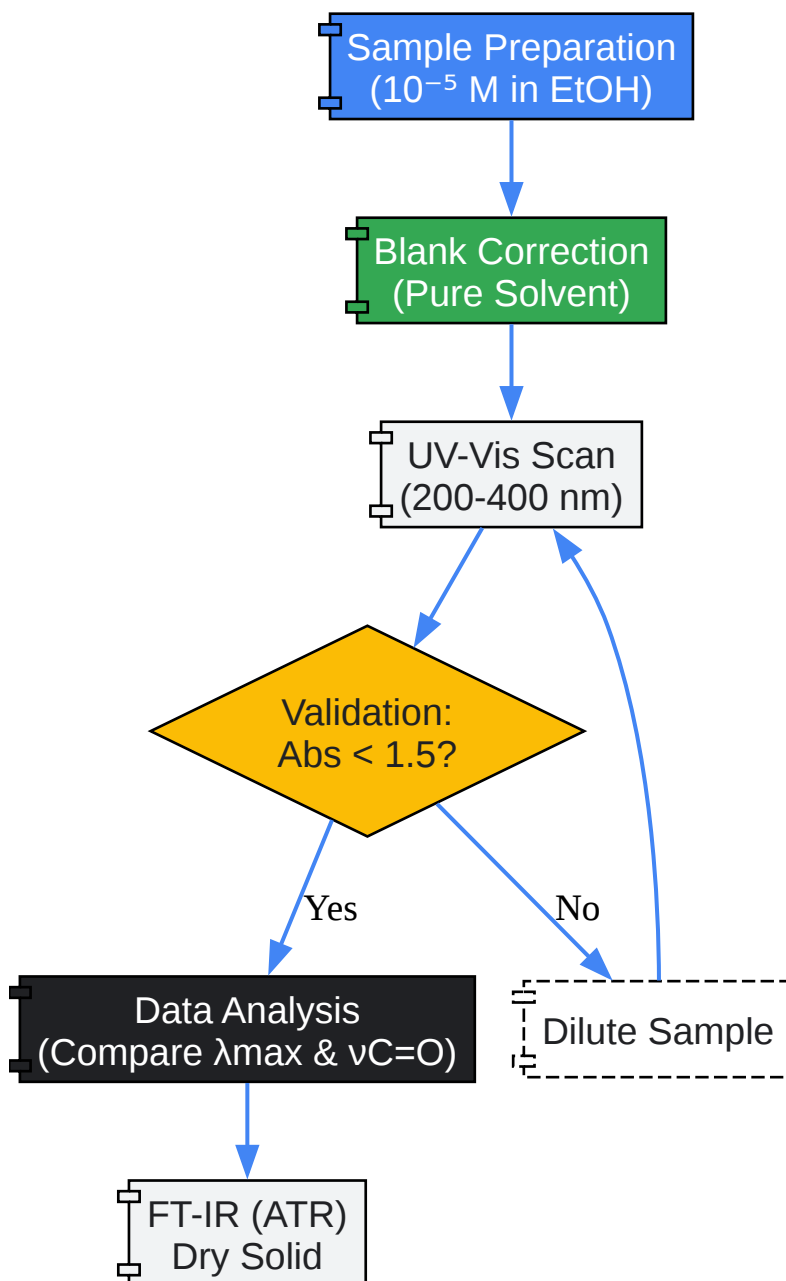 Sample Preparation
(10⁻⁵ M in EtOH)
Blank Correction
(Pure Solvent)
UV-Vis Scan
(200-400 nm)
Validation:
Abs < 1.5?
Yes
No
Data Analysis
(Compare λmax & νC=O)
Dilute Sample
FT-IR (ATR)
Dry Solid